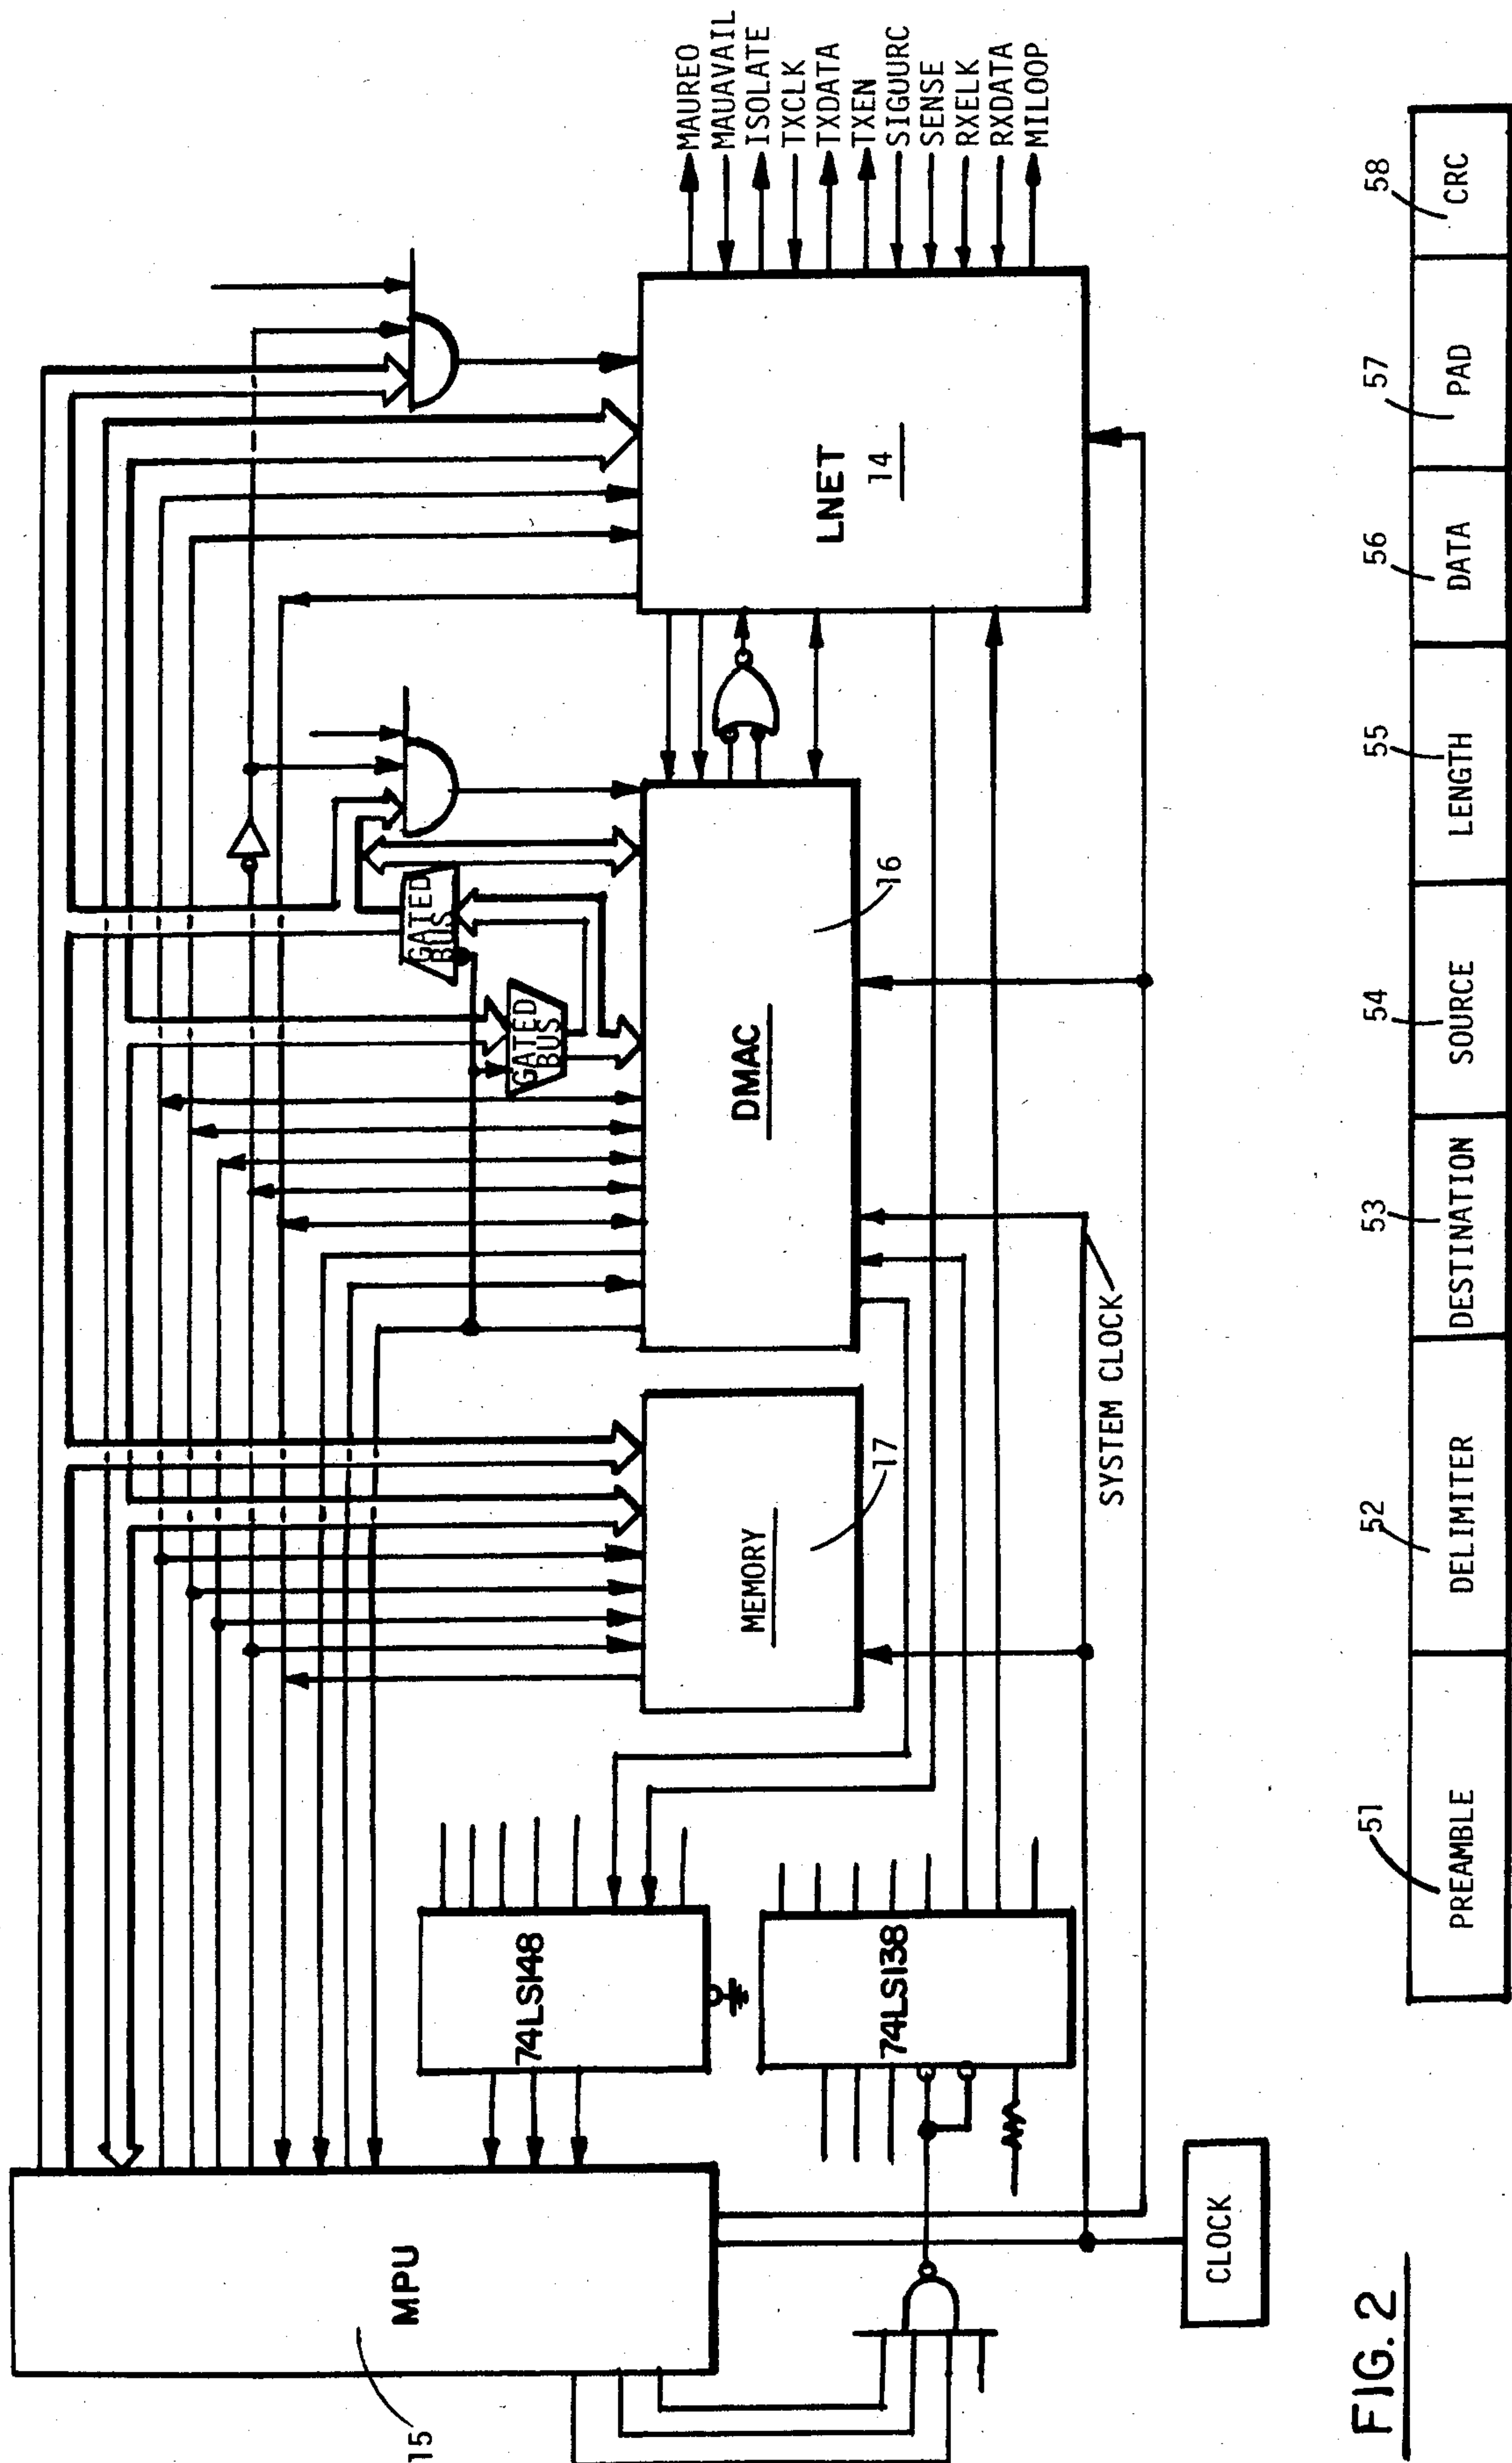 MAUREO
MAUAVAIL
ISOLATE
TXCLK
TXDATA
TXEN
SIGUURC
SENSE
RXELK
RXDATA
MILOOP
GATED
BUS
GATED
BUS
LNET
14
DMAC
16
MEMORY
17
SYSTEM CLOCK
74LS148
74LS138
MPU
15
CLOCK
51
52
53
54
55
56
57
58
PREAMBLE
DELIMITER
DESTINATION
SOURCE
LENGTH
DATA
PAD
CRC
FIG. 2